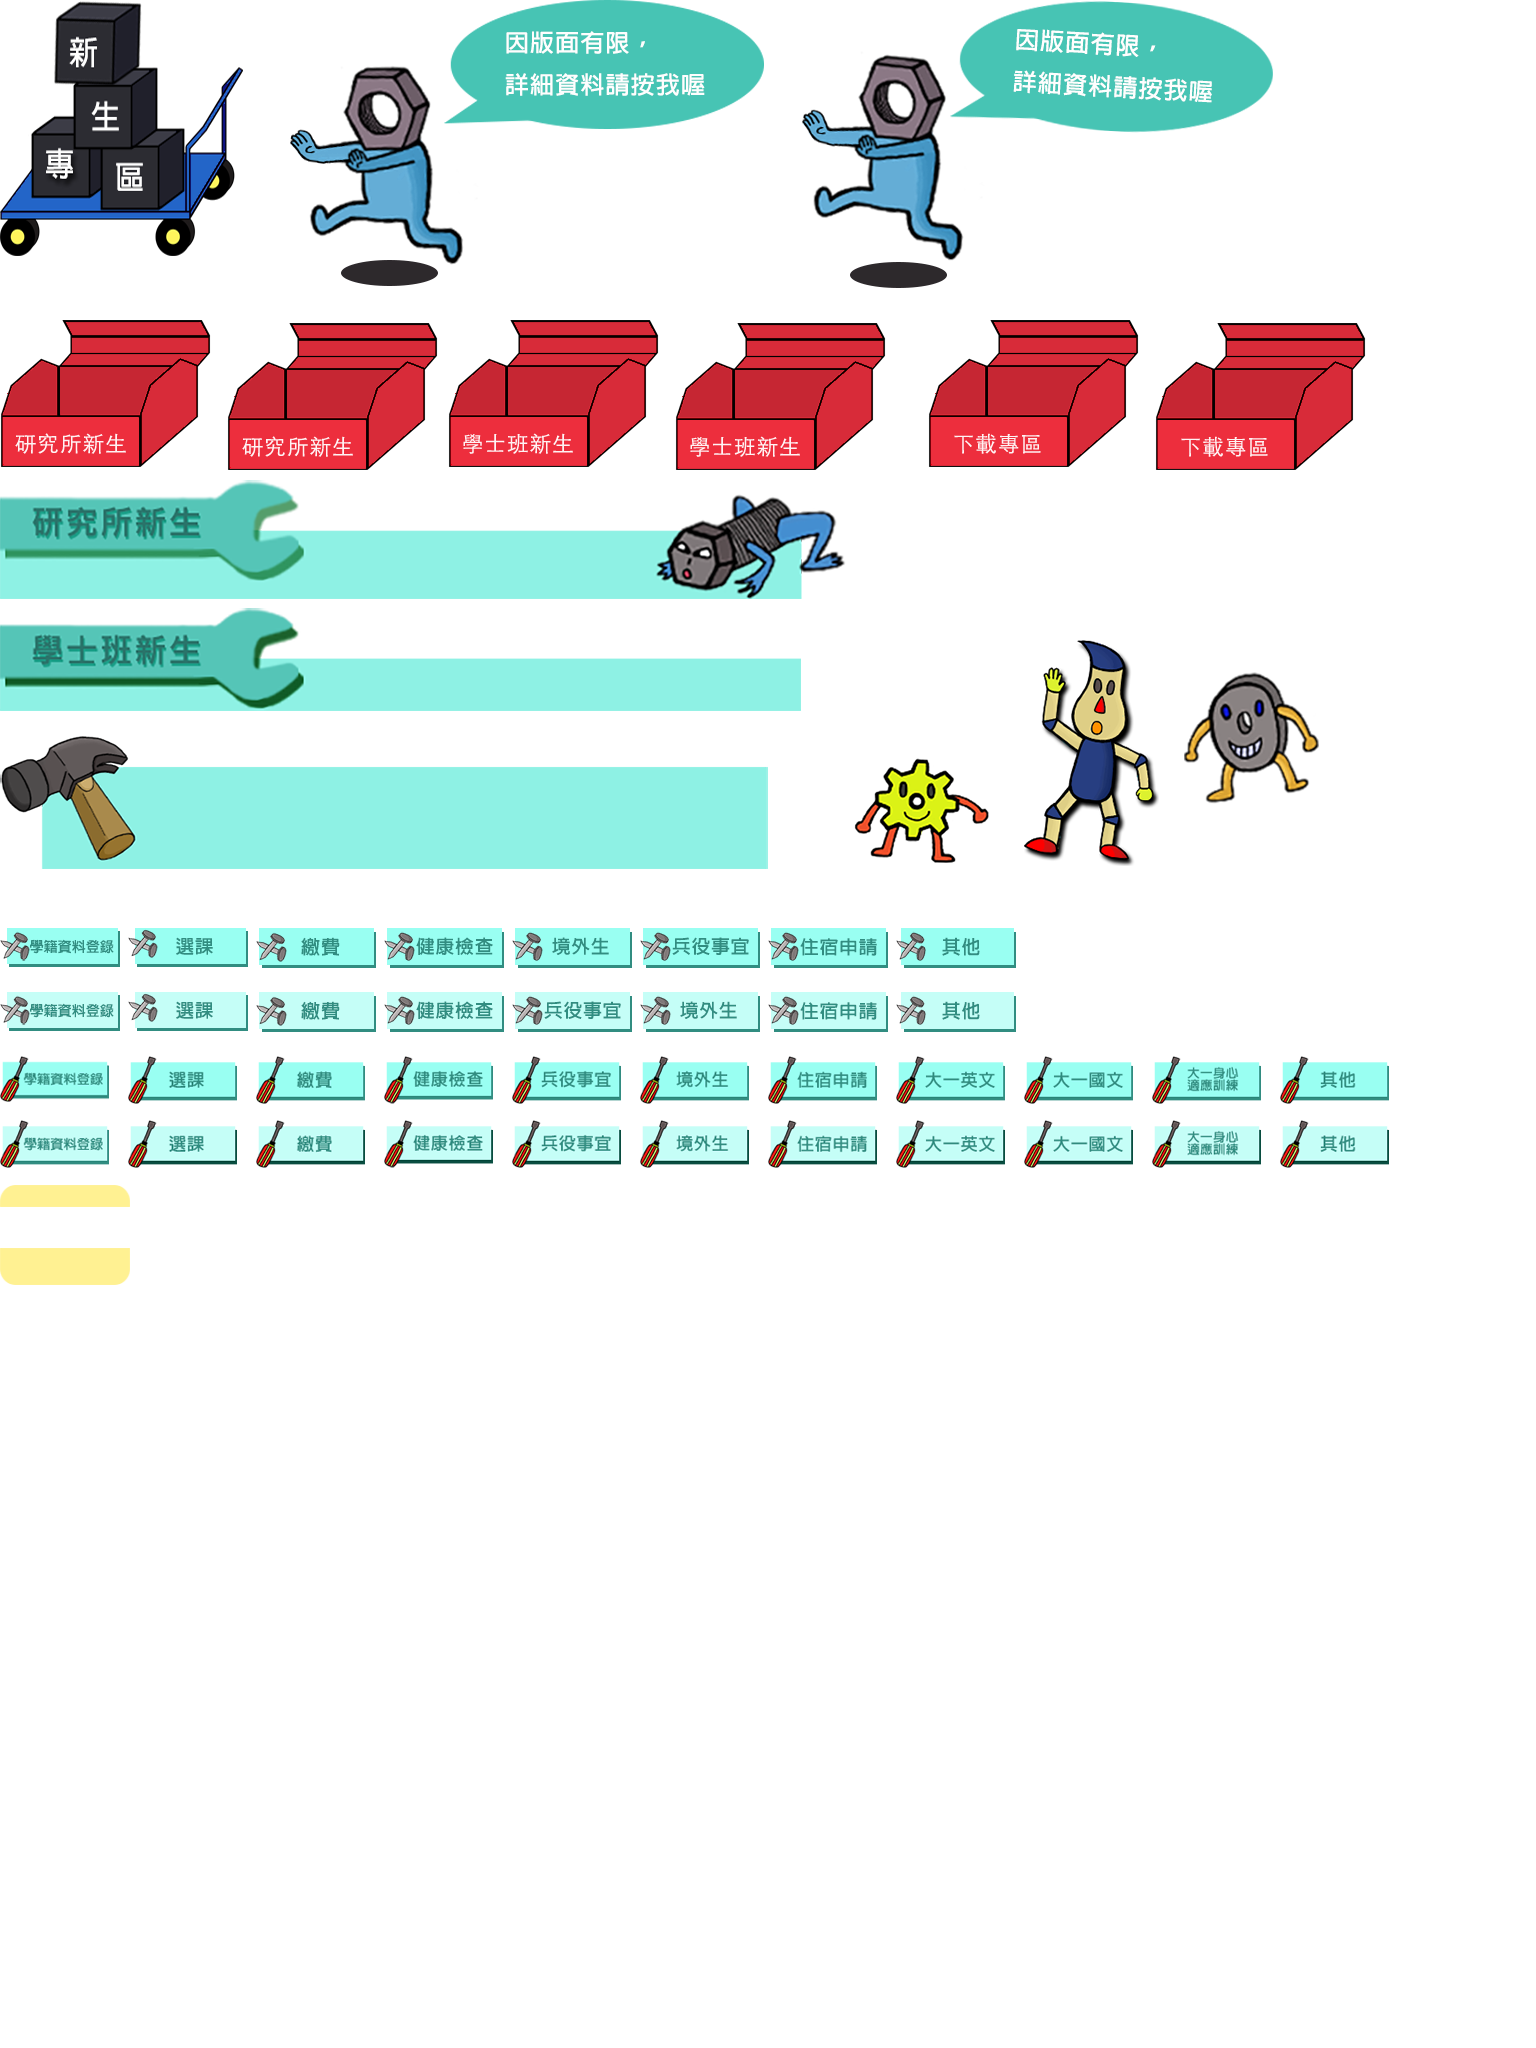 新
生
專
區
因版面有限，
詳細資料請按我喔
因版面有限，
詳細資料請按我喔
研究所新生
研究所新生
學士班新生
學士班新生
下載專區
下載專區
研究所新生
學士班新生
學籍資料登錄
選課
繳費
健康檢查
境外生
兵役事宜
住宿申請
其他
學籍資料登錄
選課
繳費
健康檢查
兵役事宜
境外生
住宿申請
其他
學籍資料登錄
選課
繳費
健康檢查
兵役事宜
境外生
住宿申請
大一英文
大一國文
大一身心
適應訓練
其他
學籍資料登錄
選課
繳費
健康檢查
兵役事宜
境外生
住宿申請
大一英文
大一國文
大一身心
適應訓練
其他